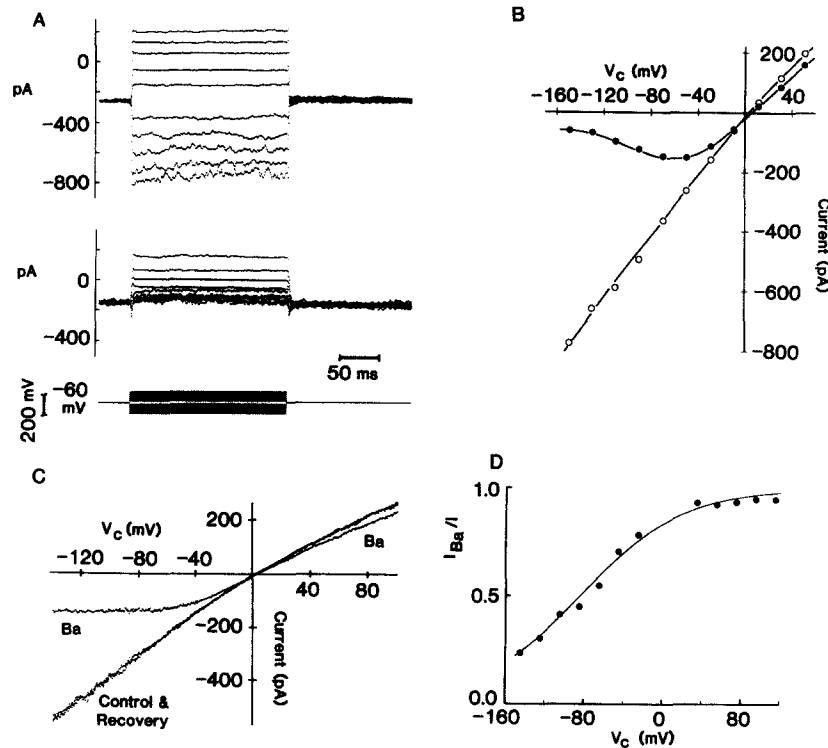 A
0
pA
-400
-800
pA
0
-400
50 ms
200 mV
-60
mV
B
200
Vc (mV)
-160 -120 -80 -40
40
-200
-400
-600
-800
Current (pA)
C
200
Vc (mV)
-120 -80 -40
Ba
40 80
Ba
-200
-400
Current (pA)
Control &
Recovery
D
1.0
IBa/I
0.5
0.0
-160 -80 0 80
Vc (mV)